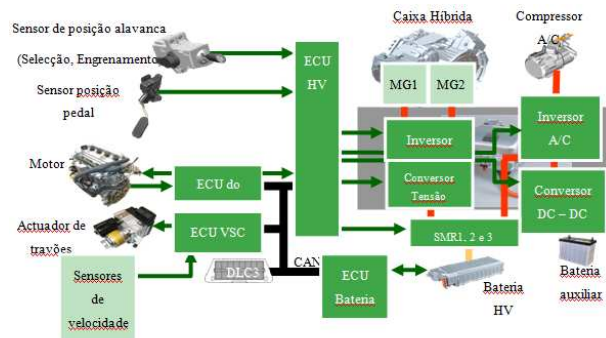 Sensor de posição alavanca
(Selecção, Engrenamento
Sensor posição
pedal
Motor
Actuador de
travões
Sensores
de
velocidade
ECU do
ECU VSC
DLC3
CAN
ECU
HV
ECU
Bateria
Caixa Híbrida
MG1
MG2
Inversor
Conversor
Tensão
SMR1, 2 e 3
Bateria
HV
Compressor
A/C
Inversor
A/C
Conversor
DC – DC
Bateria
auxiliar